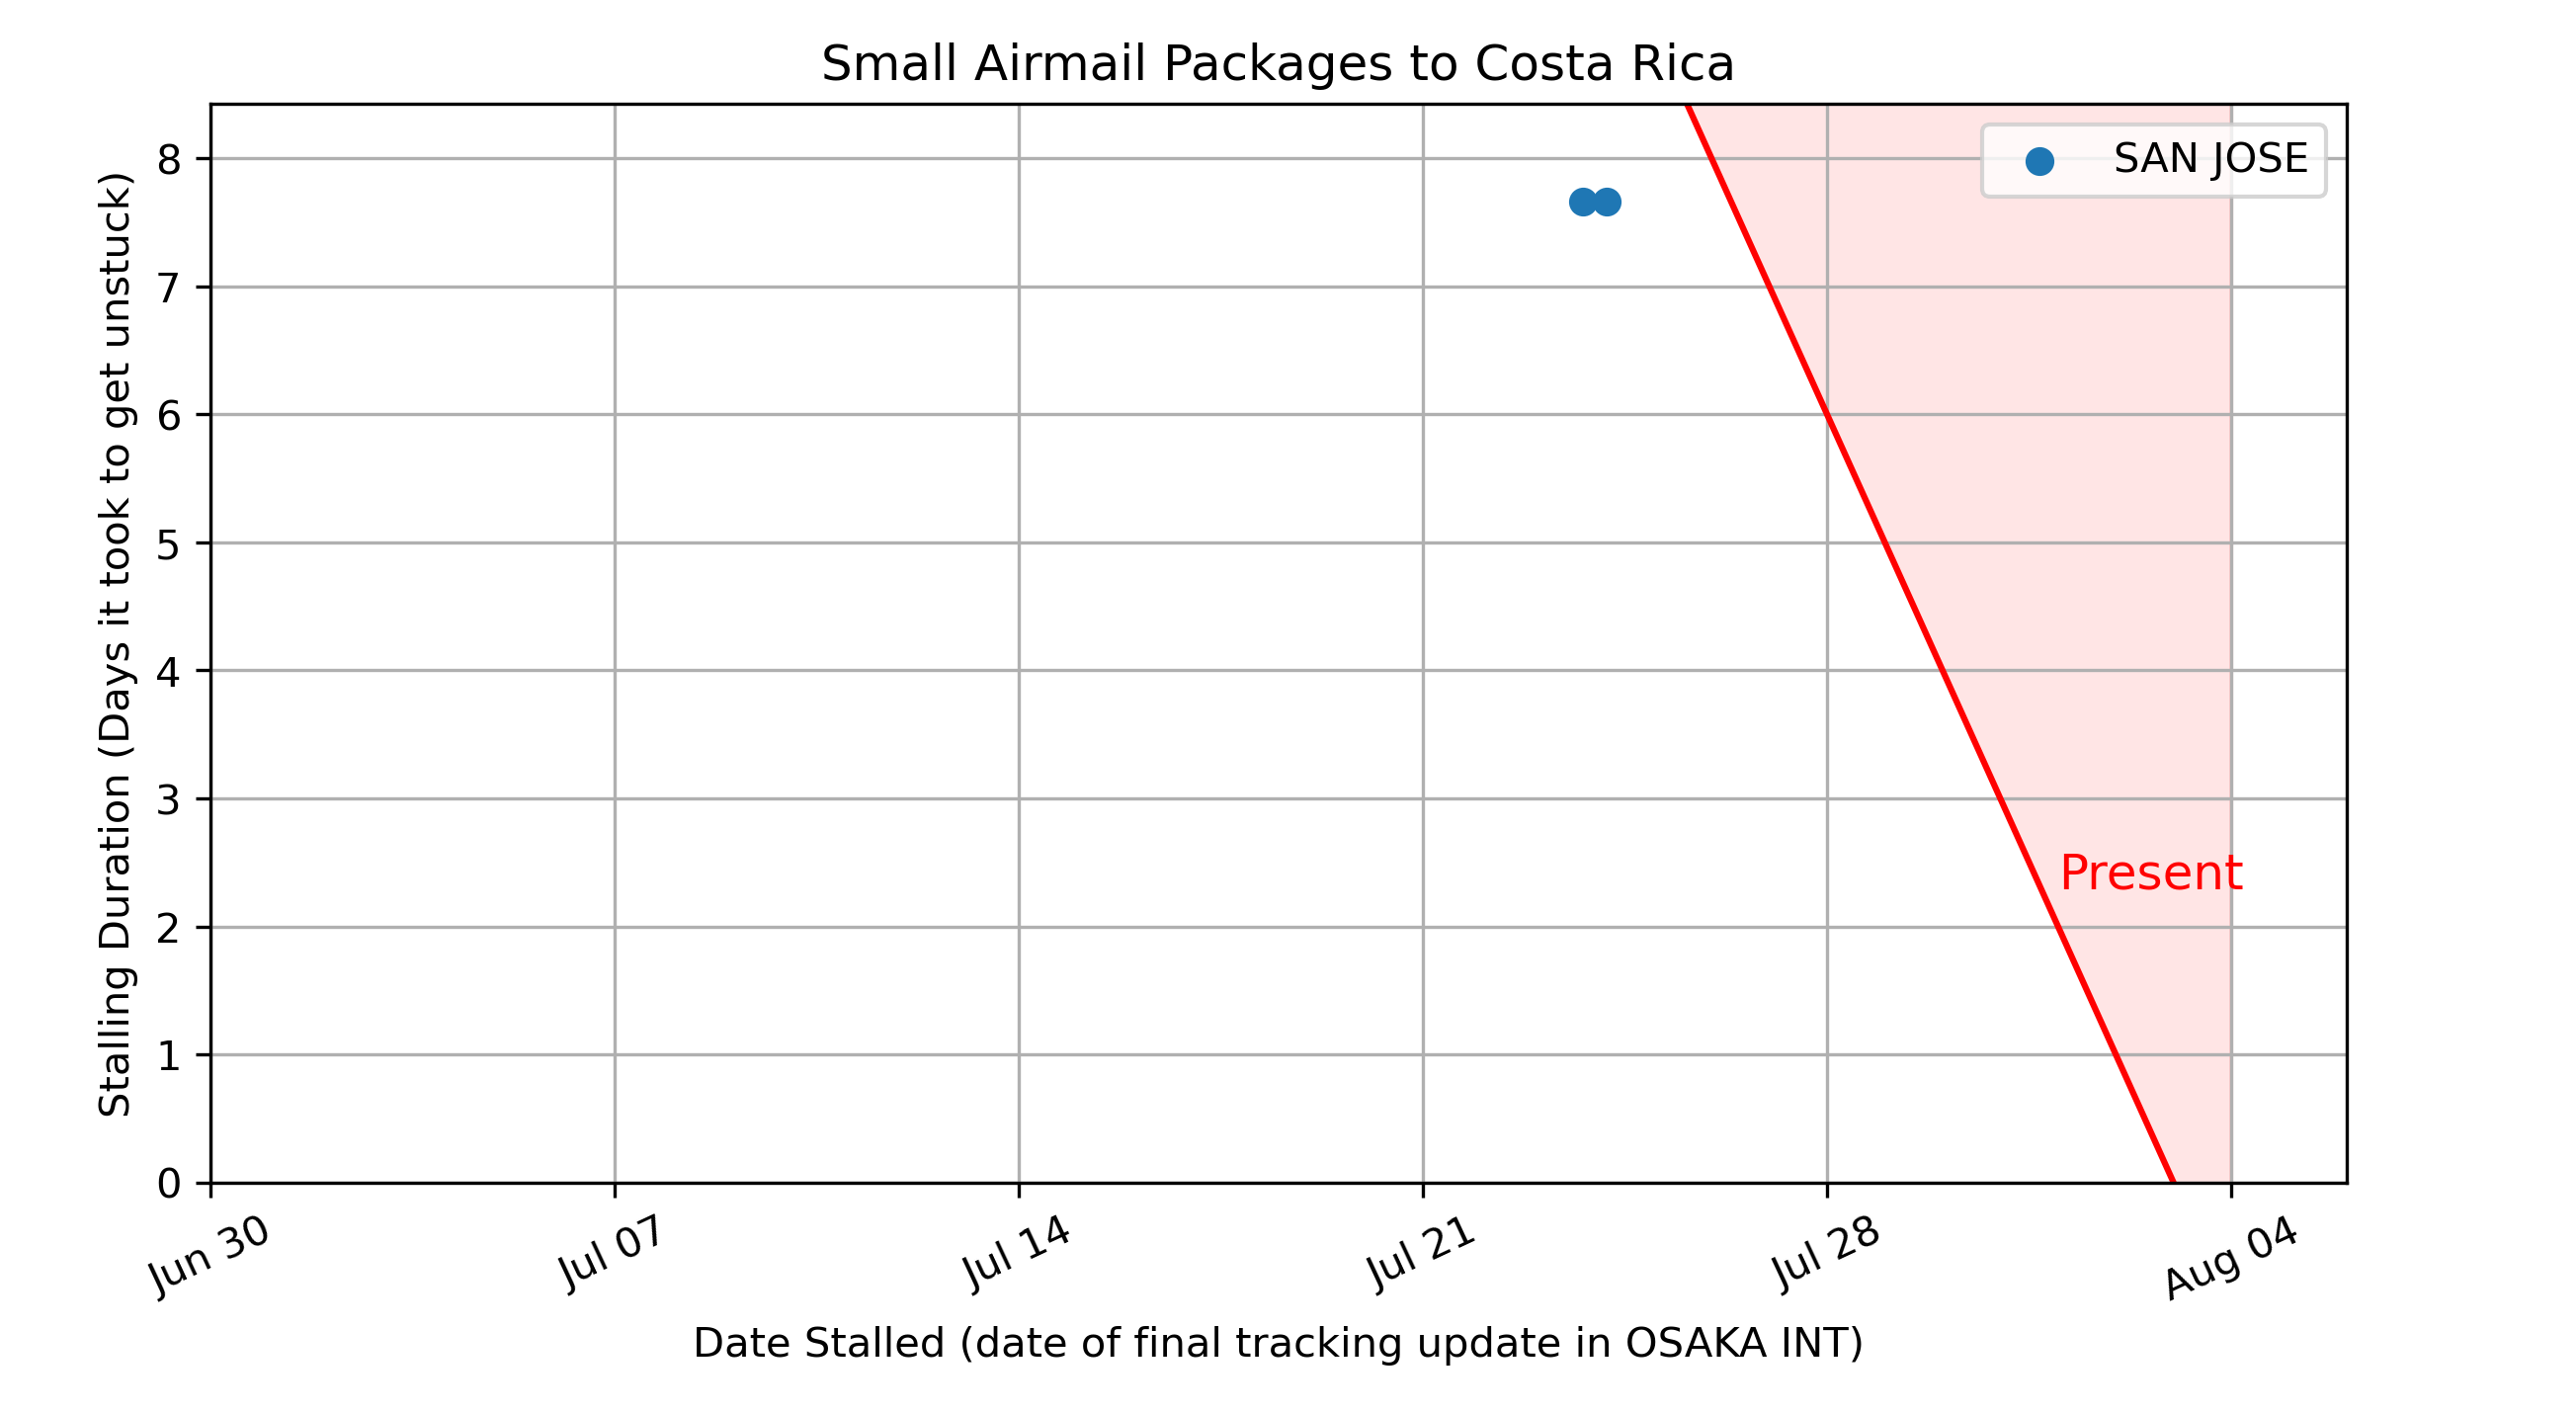 Small Airmail Packages to Costa Rica
SAN JOSE
Stalling Duration (Days it took to get unstuck)
8
7
6
5
4
3
2
1
0
Present
Jun 30
Jul 07
Jul 14
Jul 21
Jul 28
Aug 04
Date Stalled (date of final tracking update in OSAKA INT)